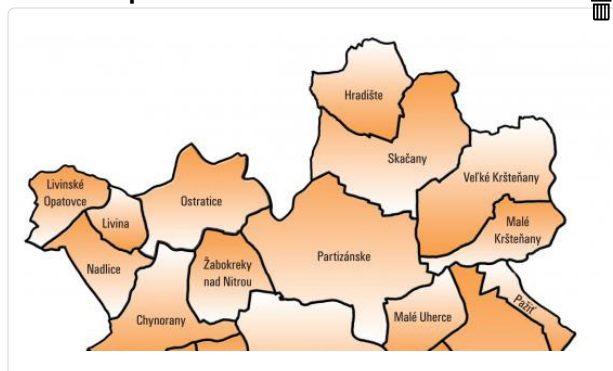 Hradište
Skačany
Veľké Kršteňany
Livinské
Opatovce
Ostratice
Livina
Malé
Kršteňany
Nadlice
Žabokreky
nad Nitrou
Partizánske
Pažiť
Chynorany
Malé Uherce